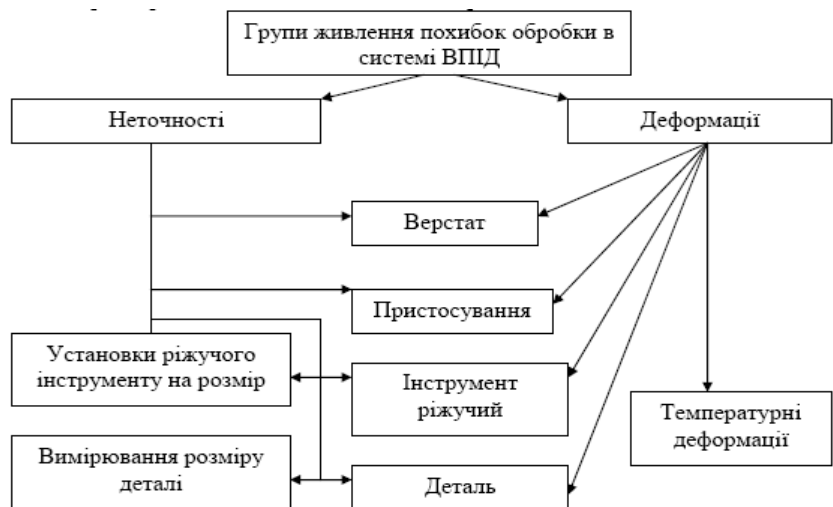 Групи живлення похибок обробки в
системі ВПІД
Неточності
Деформації
Верстат
Пристосування
Установки ріжучого
інструменту на розмір
Інструмент
ріжучий
Температурні
деформації
Вимірювання розміру
деталі
Деталь